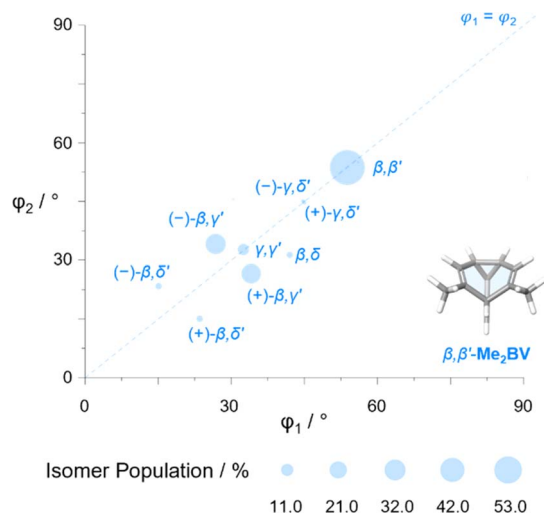 90
φ₁ = φ₂
60
β,β′
(−)-γ,δ′
φ₂ / °
(+)-γ,δ′
(−)-β,γ′
γ,γ′
β,δ
30
(−)-β,δ′
(+)-β,γ′
(+)-β,δ′
β,β′-Me₂BV
0
0 30 60 90
φ₁ / °
Isomer Population / %
11.0 21.0 32.0 42.0 53.0